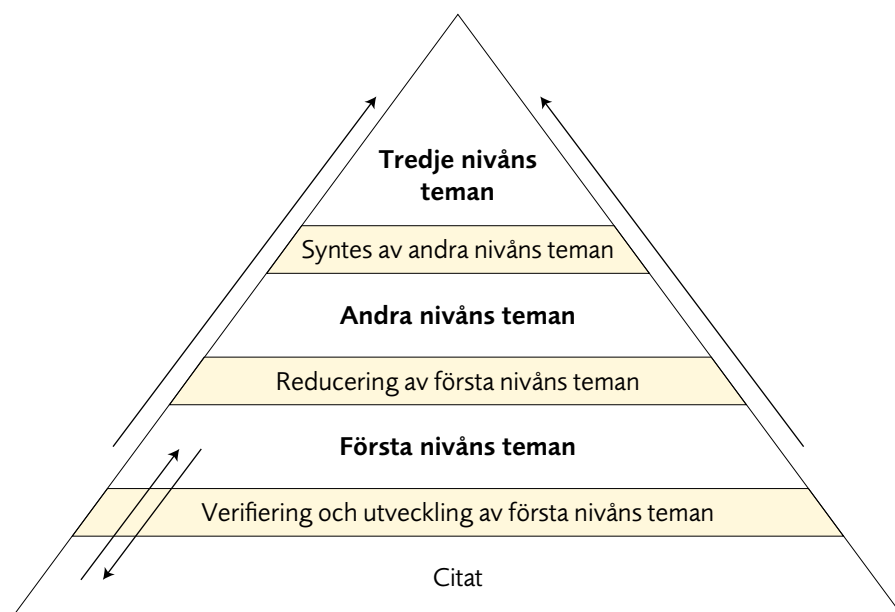 Tredje nivåns
teman
Syntes av andra nivåns teman
Andra nivåns teman
Reducering av första nivåns teman
Första nivåns teman
Verifiering och utveckling av första nivåns teman
Citat